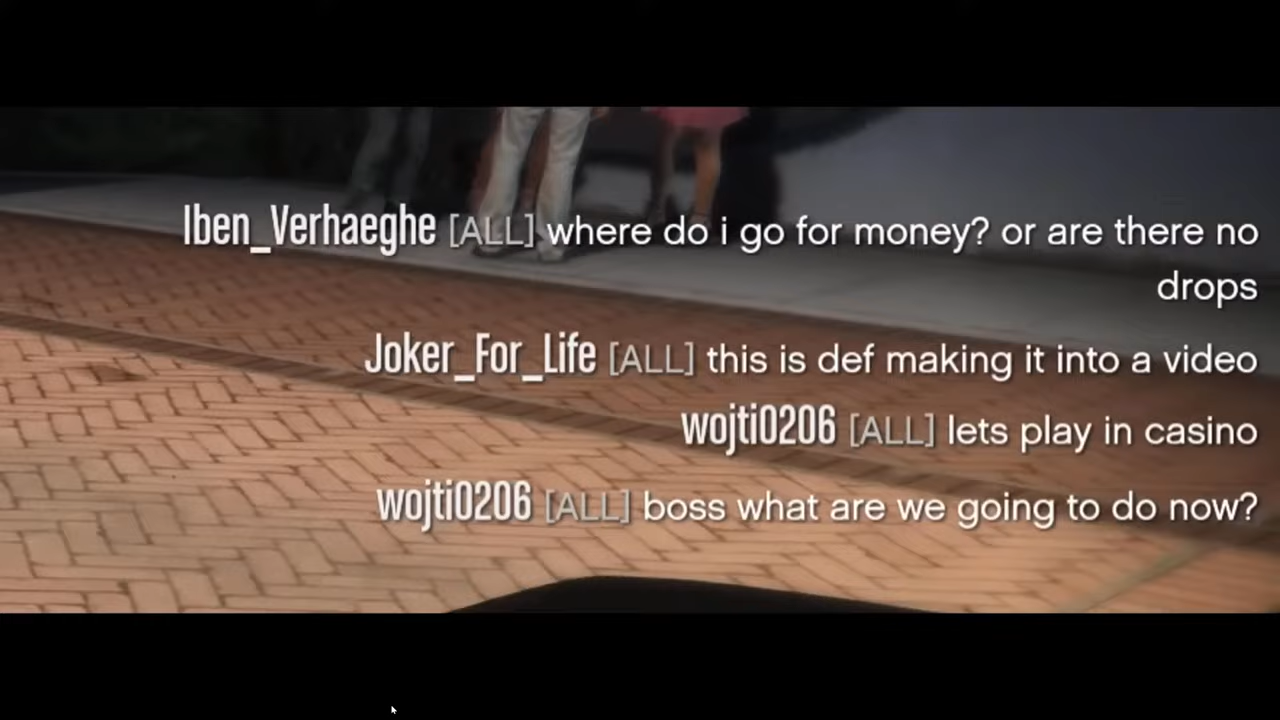 Iben_Verhaeghe [ALL] where do i go for money? or are there no
drops
Joker_For_Life [ALL] this is def making it into a video
wojti0206 [ALL] lets play in casino
wojti0206 [ALL] boss what are we going to do now?